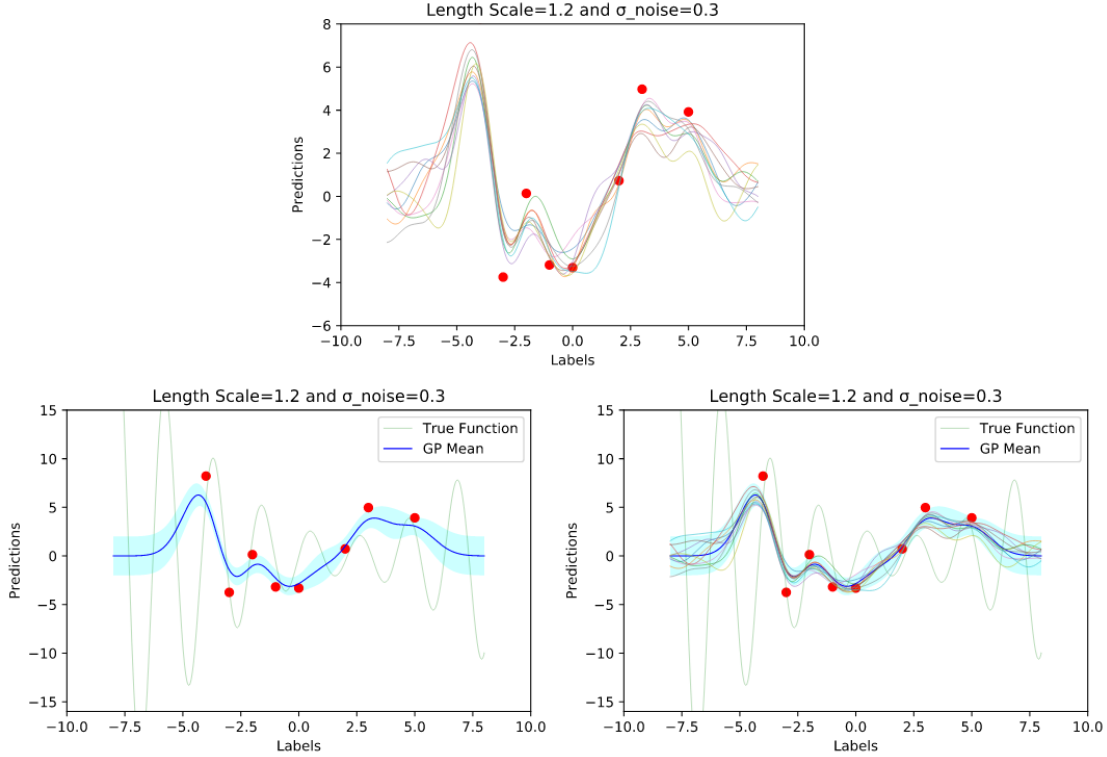 Length Scale=1.2 and σ_noise=0.3
8
6
4
2
0
−2
−4
−6
Predictions
−10.0 −7.5 −5.0 −2.5 0.0 2.5 5.0 7.5 10.0
Labels
Length Scale=1.2 and σ_noise=0.3
True Function
GP Mean
15
10
5
0
−5
−10
−15
Predictions
−10.0 −7.5 −5.0 −2.5 0.0 2.5 5.0 7.5 10.0
Labels
Length Scale=1.2 and σ_noise=0.3
True Function
GP Mean
15
10
5
0
−5
−10
−15
Predictions
−10.0 −7.5 −5.0 −2.5 0.0 2.5 5.0 7.5 10.0
Labels